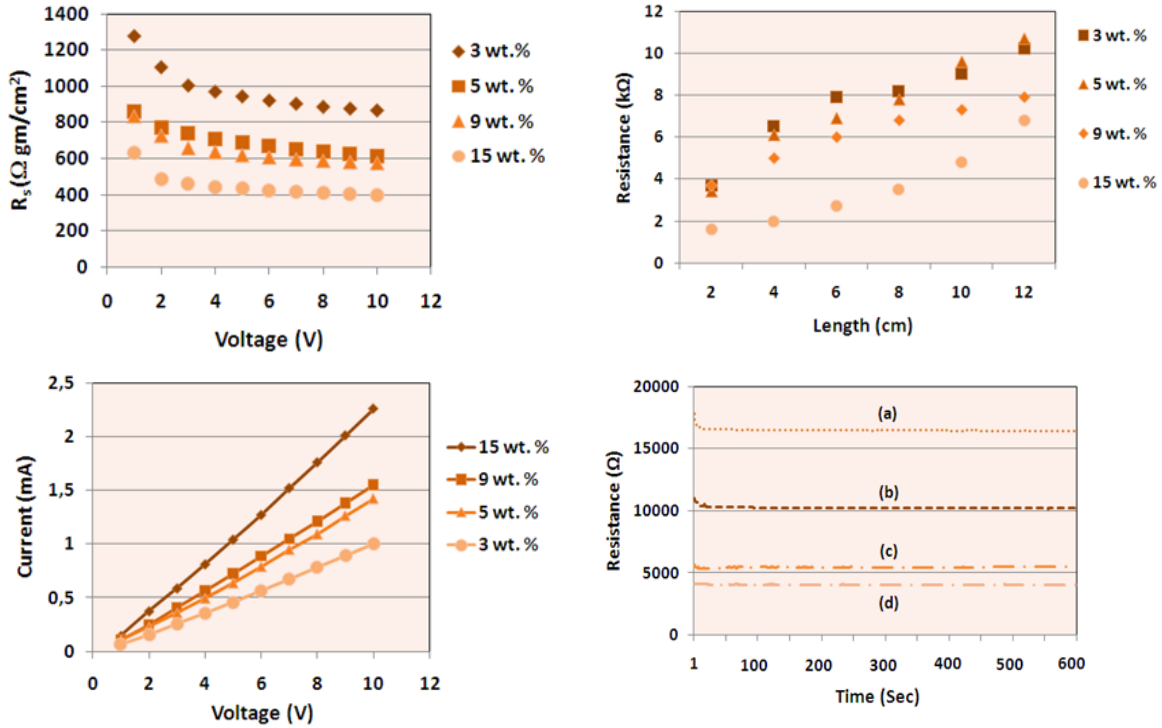 1400
1200
1000
800
600
400
200
0
0 2 4 6 8 10 12
Voltage (V)
Rs (Ω gm/cm²)
3 wt. %
5 wt. %
9 wt. %
15 wt. %
12
10
8
6
4
2
0
2 4 6 8 10 12
Length (cm)
Resistance (kΩ)
3 wt. %
5 wt. %
9 wt. %
15 wt. %
2,5
2
1,5
1
0,5
0
0 2 4 6 8 10 12
Voltage (V)
Current (mA)
15 wt. %
9 wt. %
5 wt. %
3 wt. %
20000
15000
10000
5000
0
1 100 200 300 400 500 600
Time (Sec)
Resistance (Ω)
(a)
(b)
(c)
(d)